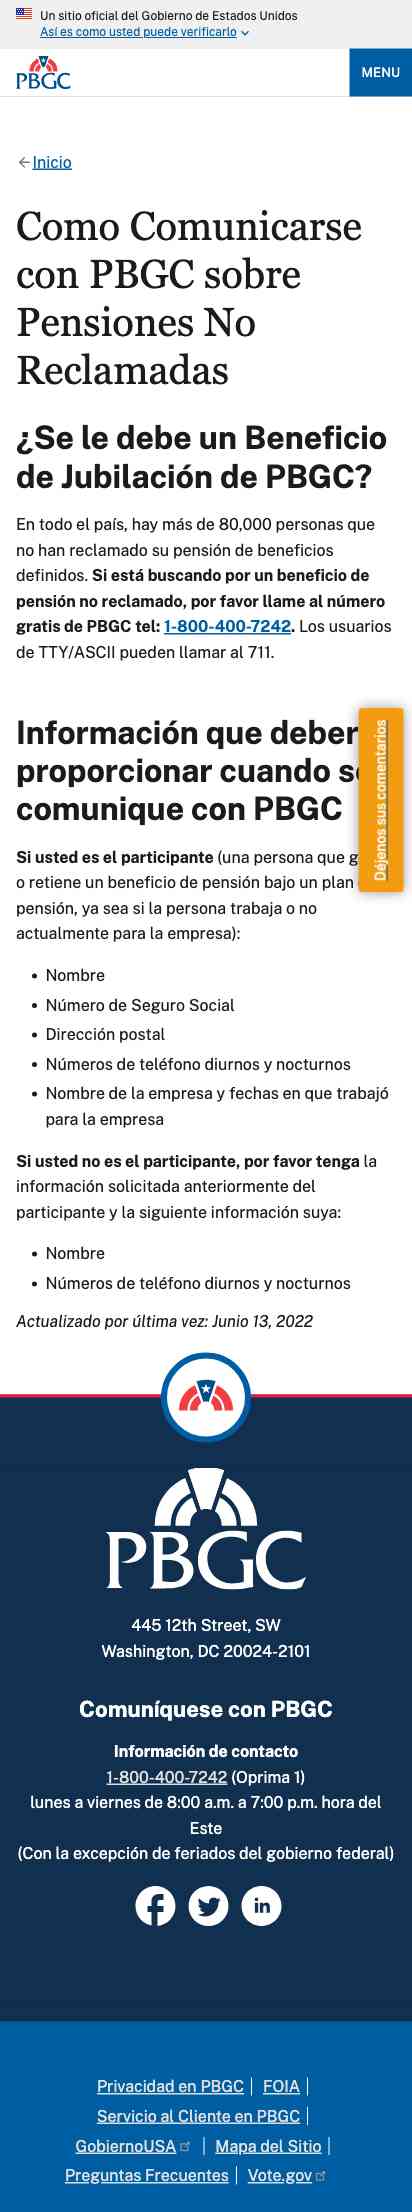 Un sitio oficial del Gobierno de Estados Unidos
Así es como usted puede verificarlo
PBGC
MENU
Inicio
Como Comunicarse
con PBGC sobre
Pensiones No
Reclamadas
¿Se le debe un Beneficio
de Jubilación de PBGC?
En todo el país, hay más de 80,000 personas que
no han reclamado su pensión de beneficios
definidos. Si está buscando por un beneficio de
pensión no reclamado, por favor llame al número
gratis de PBGC tel: 1-800-400-7242. Los usuarios
de TTY/ASCII pueden llamar al 711.
Información que deber
proporcionar cuando s
comunique con PBGC
Déjenos sus comentarios
Si usted es el participante (una persona que g
o retiene un beneficio de pensión bajo un plan
pensión, ya sea si la persona trabaja o no
actualmente para la empresa):
• Nombre
• Número de Seguro Social
• Dirección postal
• Números de teléfono diurnos y nocturnos
• Nombre de la empresa y fechas en que trabajó
para la empresa
Si usted no es el participante, por favor tenga la
información solicitada anteriormente del
participante y la siguiente información suya:
• Nombre
• Números de teléfono diurnos y nocturnos
Actualizado por última vez: Junio 13, 2022
PBGC
445 12th Street, SW
Washington, DC 20024-2101
Comuníquese con PBGC
Información de contacto
1-800-400-7242 (Oprima 1)
lunes a viernes de 8:00 a.m. a 7:00 p.m. hora del
Este
(Con la excepción de feriados del gobierno federal)
Privacidad en PBGC | FOIA |
Servicio al Cliente en PBGC |
GobiernoUSA | Mapa del Sitio |
Preguntas Frecuentes | Vote.gov